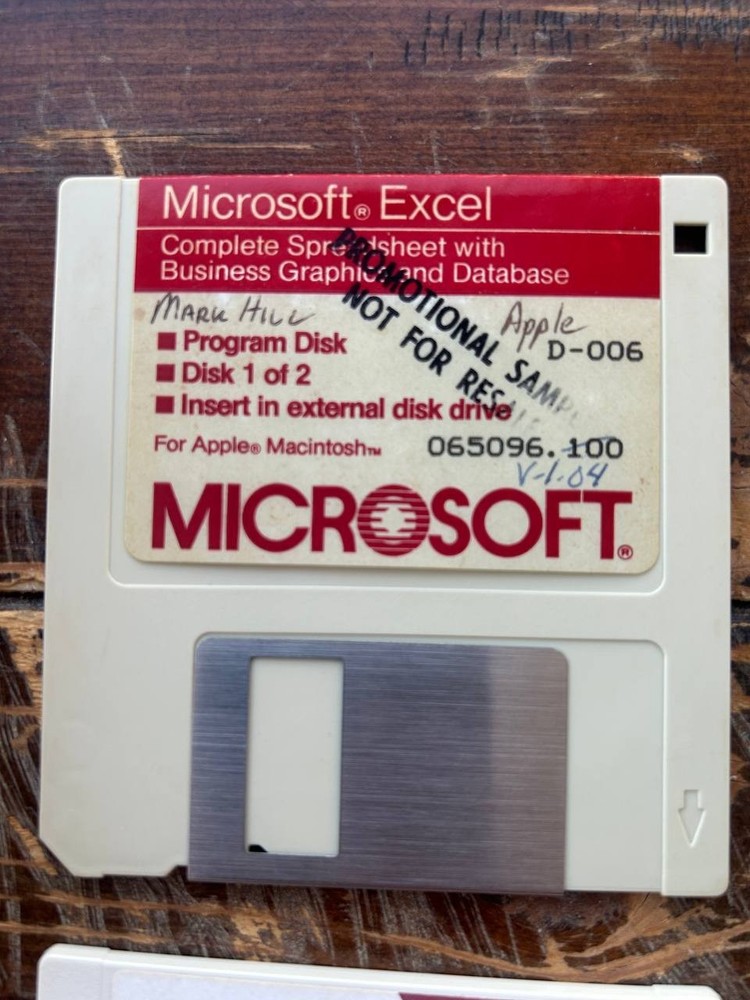 Microsoft® Excel
Complete Spreadsheet with
Business Graphics and Database
PROMOTIONAL SAMPLE
NOT FOR RESALE
MARK HILL
Apple
D-006
■ Program Disk
■ Disk 1 of 2
■ Insert in external disk drive
For Apple® Macintosh™
065096.100
V-1.04
MICROSOFT®